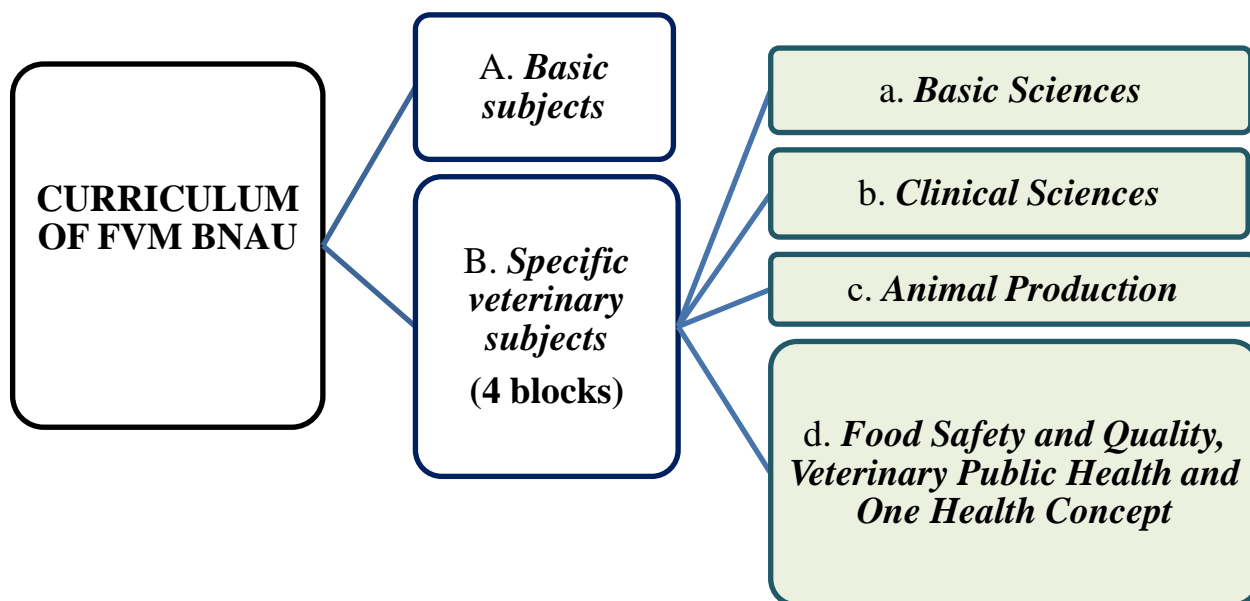 CURRICULUM
OF FVM BNAU
A. Basic
subjects
B. Specific
veterinary
subjects
(4 blocks)
a. Basic Sciences
b. Clinical Sciences
c. Animal Production
d. Food Safety and Quality,
Veterinary Public Health and
One Health Concept